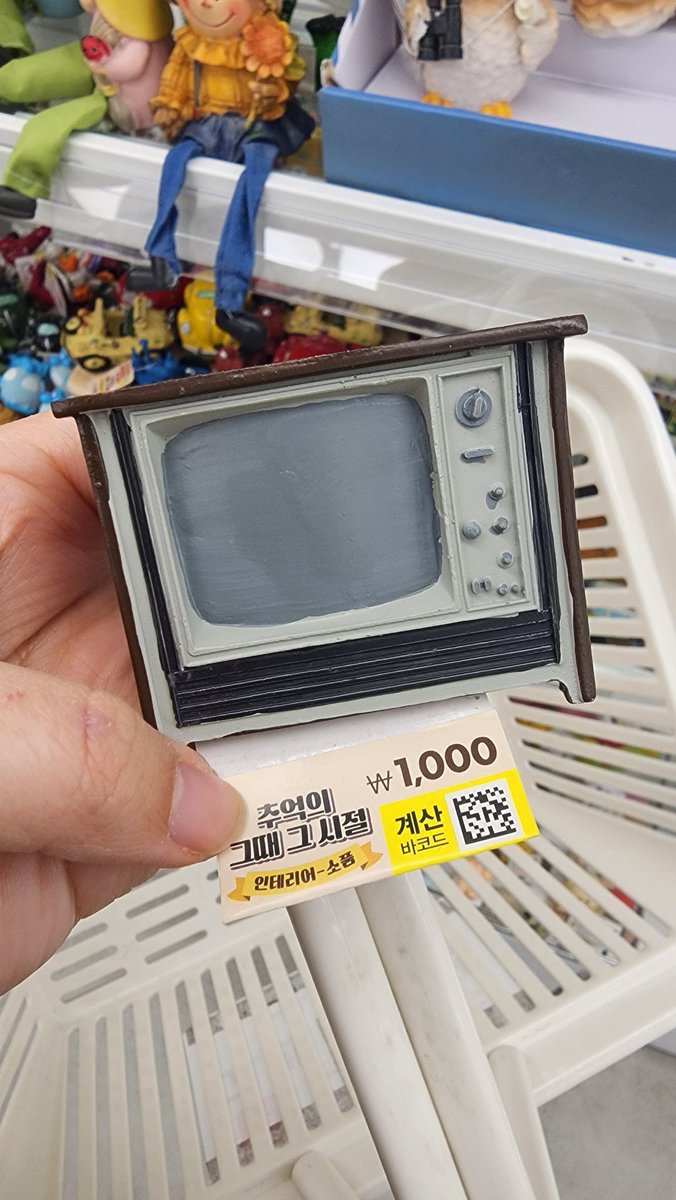 ₩1,000
추억의
그때 그 시절
인테리어-소품
계산
바코드